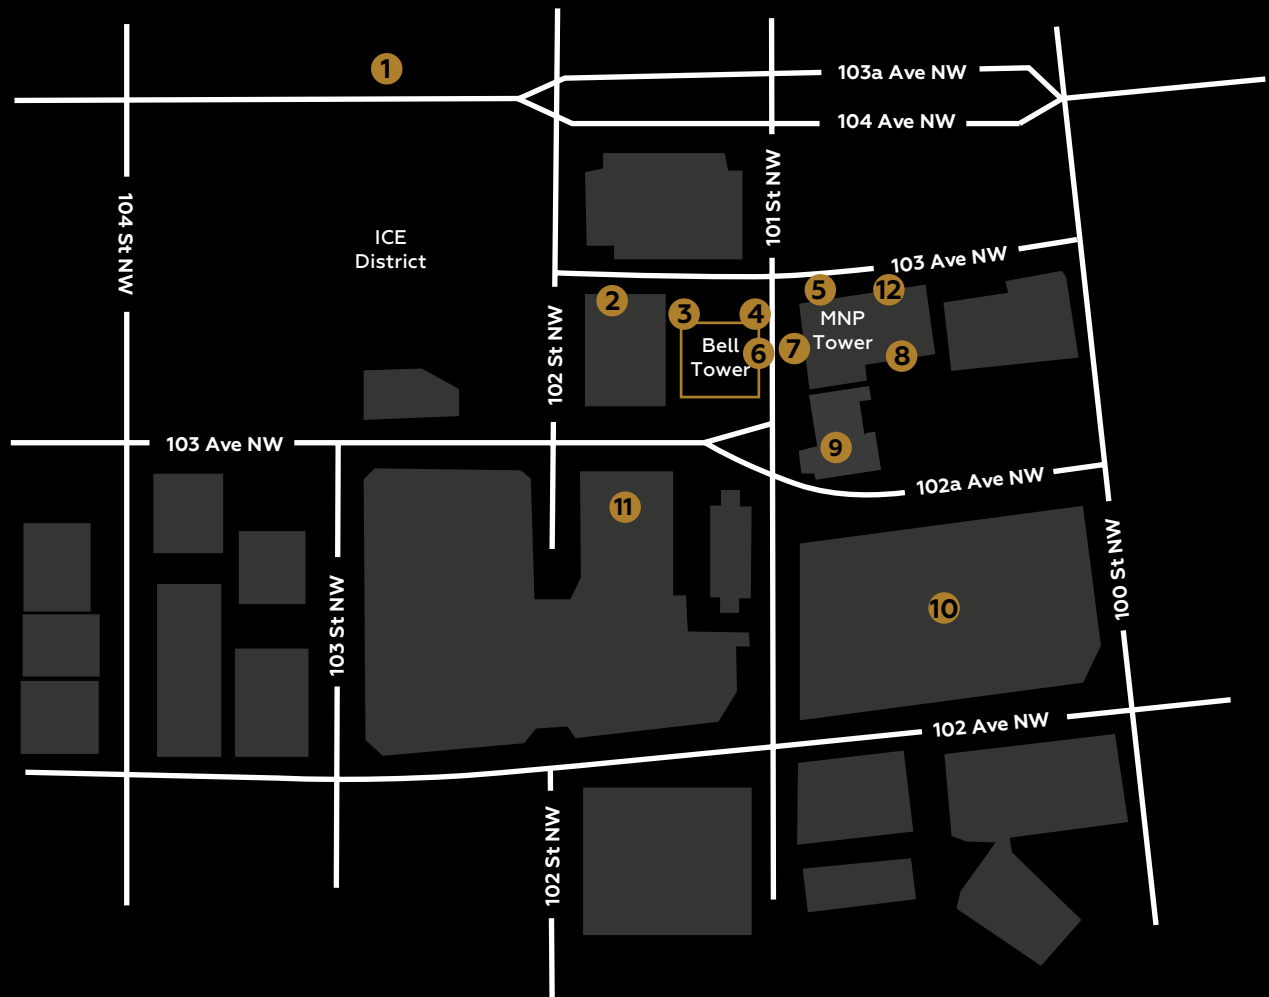 1
103a Ave NW
104 Ave NW
104 St NW
101 St NW
ICE
District
103 Ave NW
2
3
4
5
12
MNP
Tower
102 St NW
Bell
Tower
6
7
8
103 Ave NW
9
102a Ave NW
11
100 St NW
103 St NW
10
102 Ave NW
102 St NW